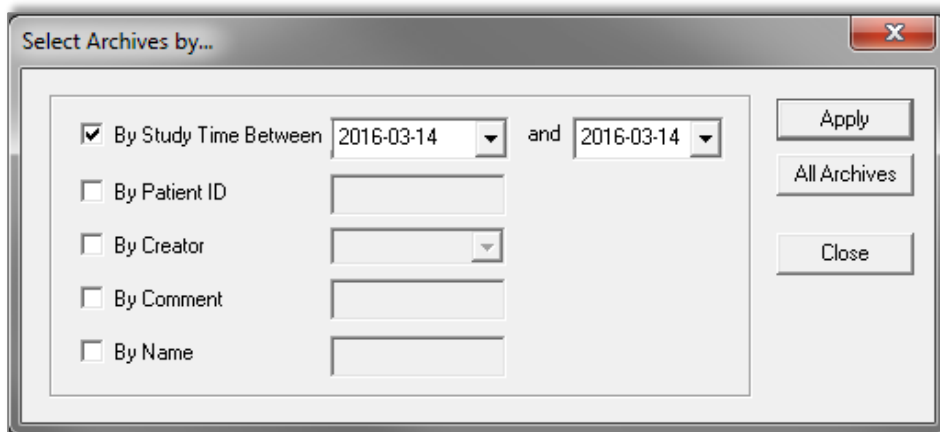 Select Archives by...
By Study Time Between 2016-03-14 and 2016-03-14
By Patient ID
By Creator
By Comment
By Name
Apply
All Archives
Close